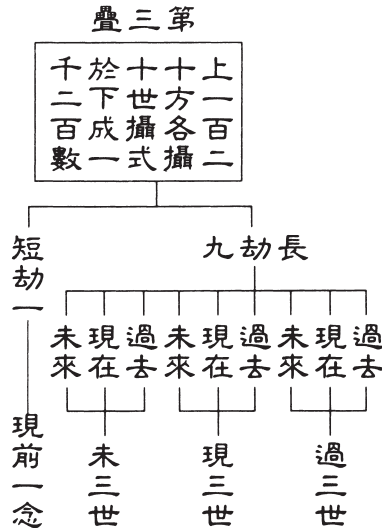 第三疊
上一百二
十方各攝
十世攝式
於下成一
千二百數
長劫九
短劫一
過去
現在
未來
過去
現在
未來
過去
現在
未來
過三世
現三世
未三世
現前一念